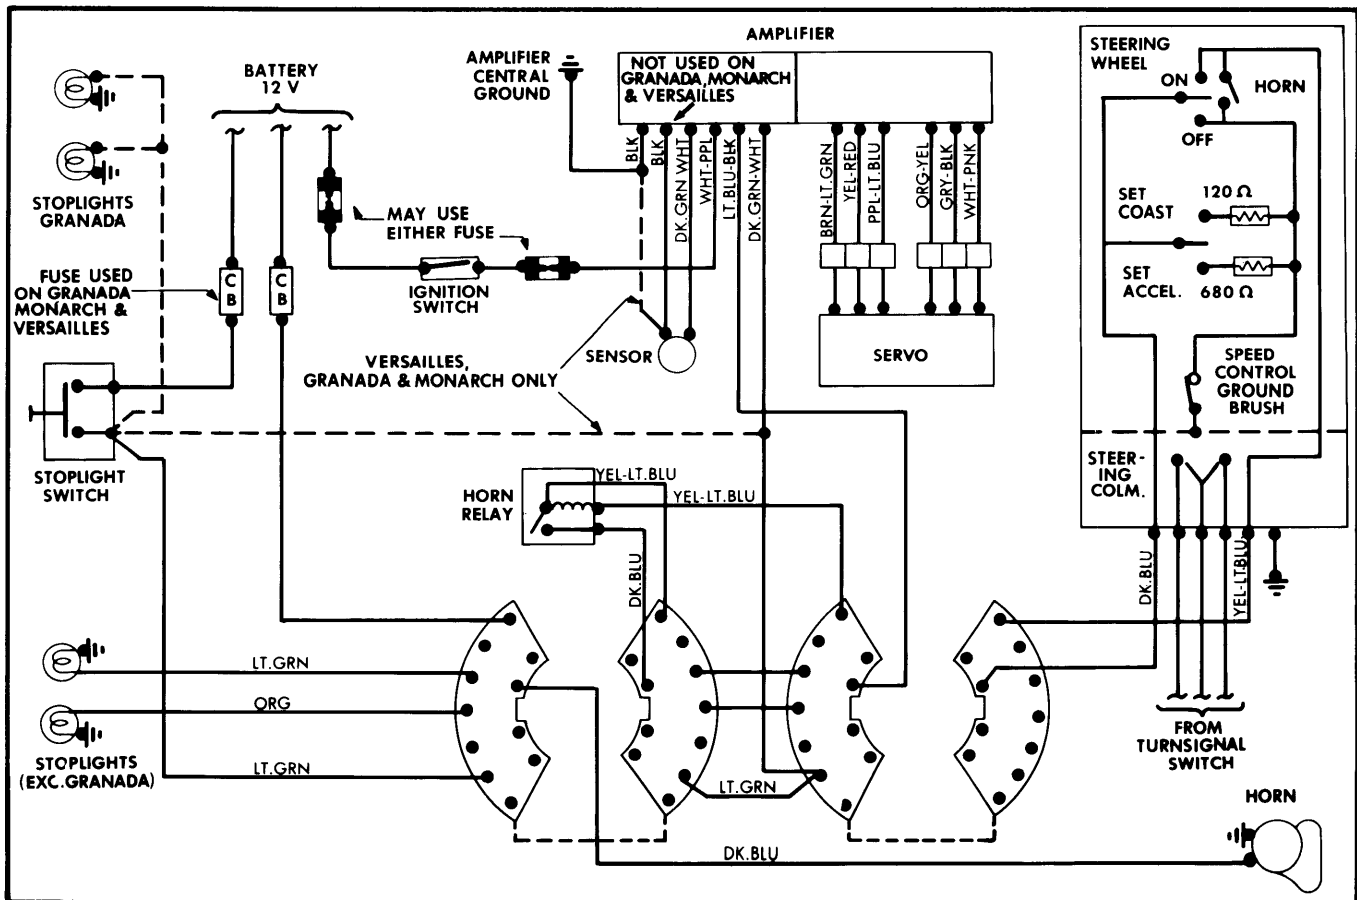 AMPLIFIER
STEERING
WHEEL
ON
HORN
OFF
SET
COAST
120 Ω
SET
ACCEL.
680 Ω
SPEED
CONTROL
GROUND
BRUSH
STEER-
ING
COLM.
AMPLIFIER
CENTRAL
GROUND
NOT USED ON
GRANADA, MONARCH
& VERSAILLES
BATTERY
12 V
STOPLIGHTS
GRANADA
MAY USE
EITHER FUSE
FUSE USED
ON GRANADA
MONARCH &
VERSAILLES
C
B
C
B
IGNITION
SWITCH
BLK
BLK
DK.GRN-WHT
WHT-PPL
LT.BLU-BLK
DK.GRN-WHT
BRN-LT.GRN
YEL-RED
PPL-LT.BLU
ORG-YEL
GRY-BLK
WHT-PNK
SENSOR
SERVO
VERSAILLES,
GRANADA & MONARCH ONLY
STOPLIGHT
SWITCH
HORN
RELAY
YEL-LT.BLU
YEL-LT.BLU
DK.BLU
DK.BLU
YEL-LT.BLU
LT.GRN
ORG
STOPLIGHTS
(EXC.GRANADA)
LT.GRN
LT.GRN
FROM
TURNSIGNAL
SWITCH
HORN
DK.BLU